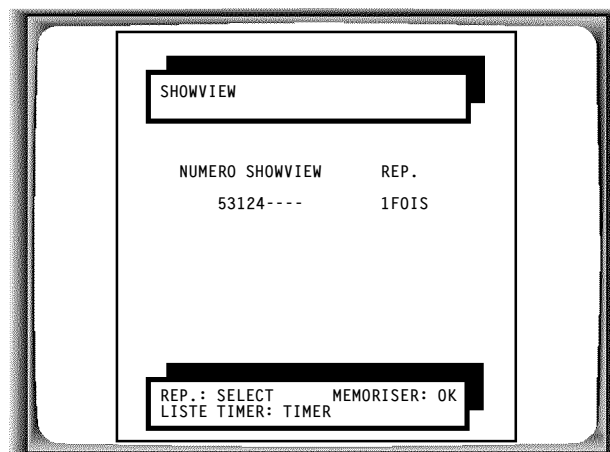 SHOWVIEW
NUMERO SHOWVIEW REP.
53124---- 1FOIS
REP.: SELECT MEMORISER: OK
LISTE TIMER: TIMER